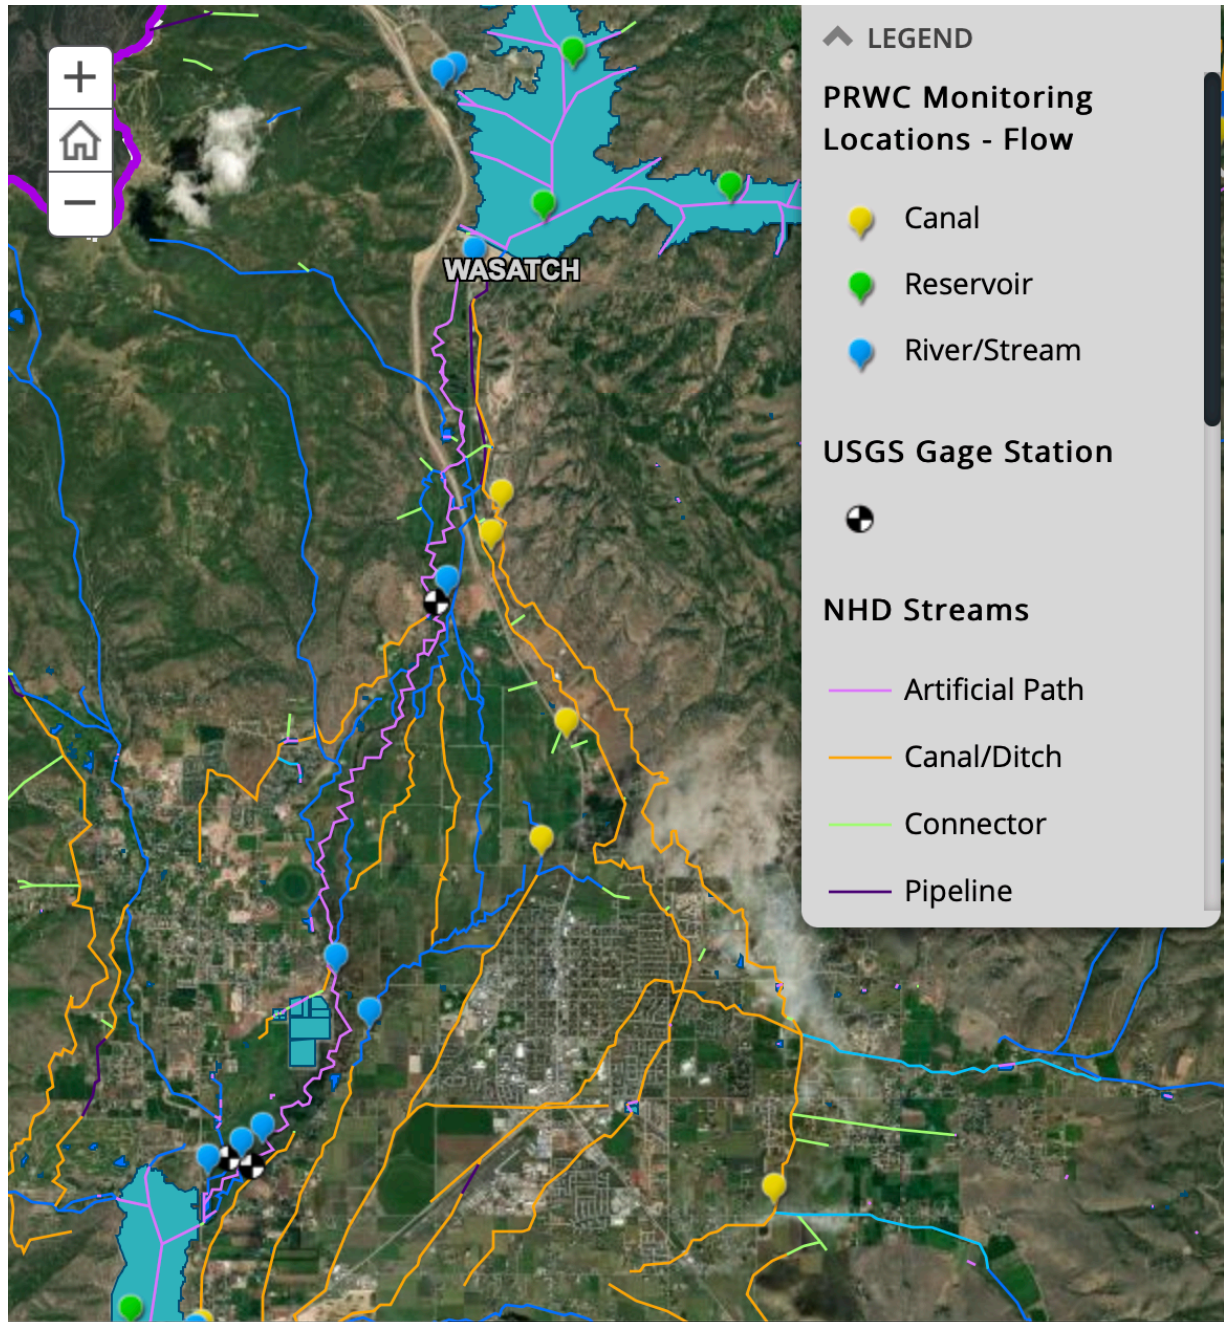 +
−
WASATCH
LEGEND
PRWC Monitoring
Locations - Flow
Canal
Reservoir
River/Stream
USGS Gage Station
NHD Streams
Artificial Path
Canal/Ditch
Connector
Pipeline